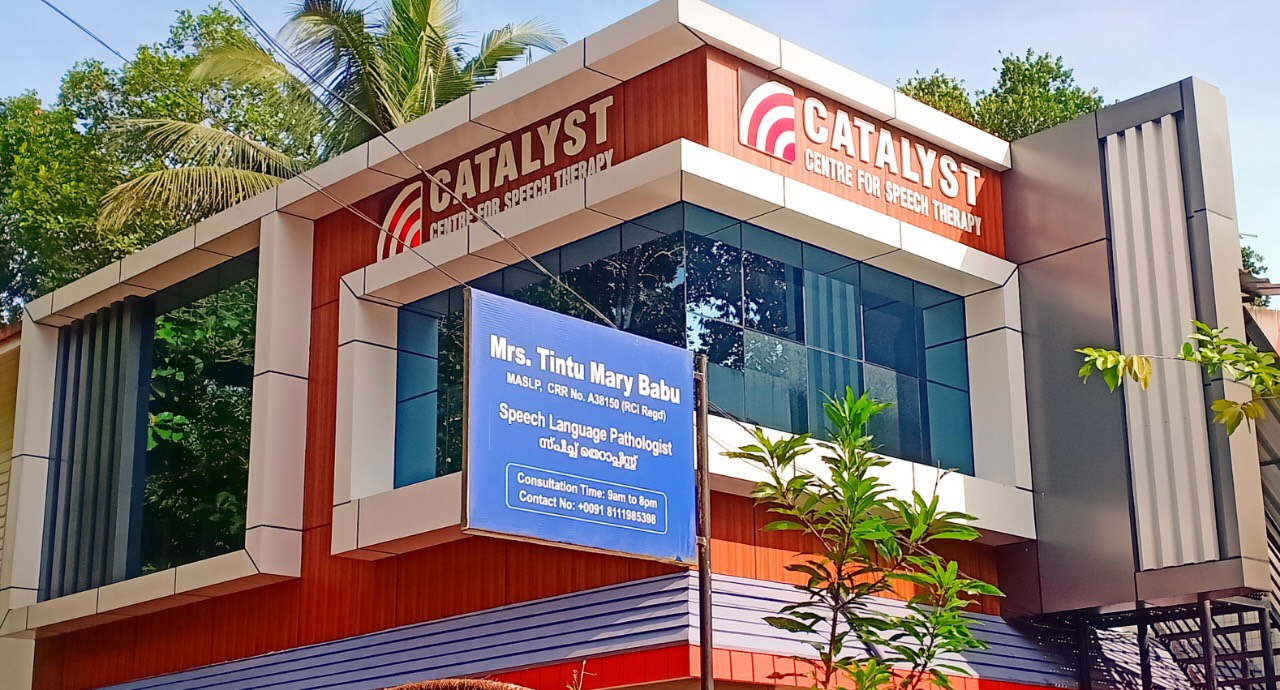 CATALYST
CENTRE FOR SPEECH THERAPY
CATALYST
CENTRE FOR SPEECH THERAPY
Mrs. Tintu Mary Babu
MASLP, CRR No. A38150 (RCI Regd)
Speech Language Pathologist
സ്പീച്ച് തെറാപ്പിസ്റ്റ്
Consultation Time: 9am to 8pm
Contact No: +0091 8111985398